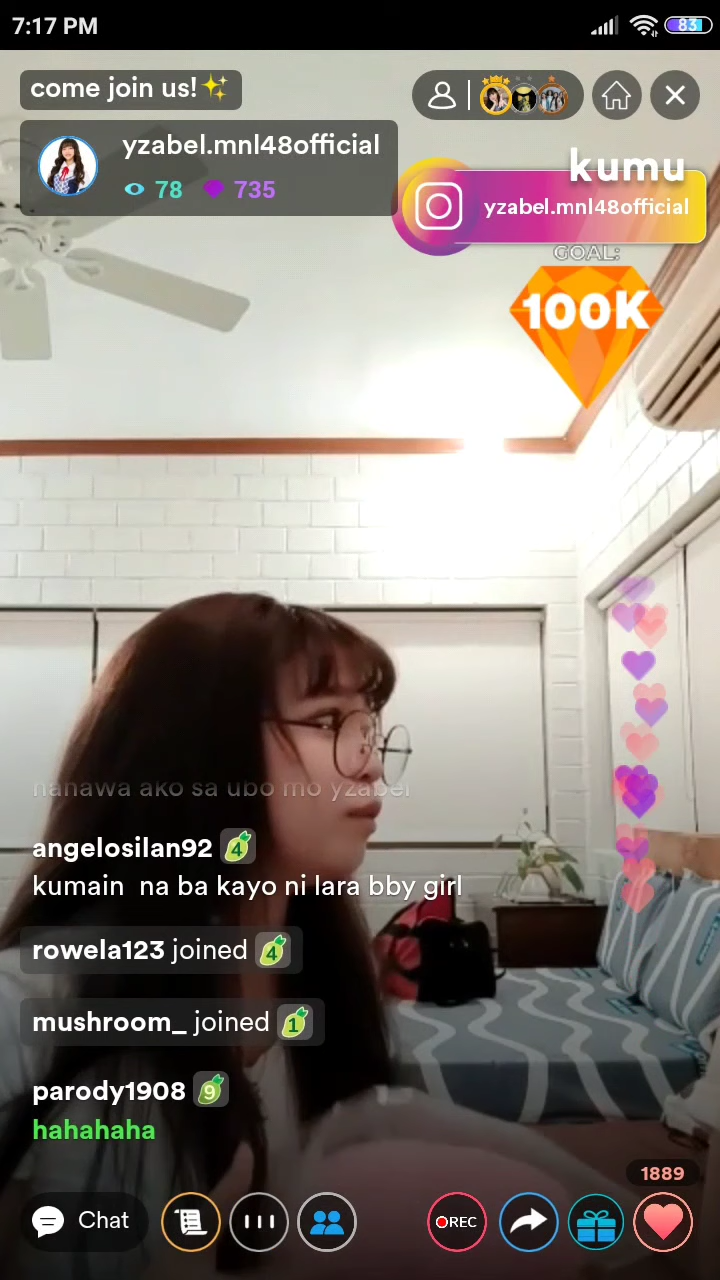 7:17 PM
83
come join us!✨
yzabel.mnl48official
78 735
kumu
yzabel.mnl48official
GOAL:
100K
nahawa ako sa ubo mo yzabel
angelosilan92 4
kumain na ba kayo ni lara bby girl
rowela123 joined 4
mushroom_ joined 1
parody1908 9
hahahaha
1889
Chat
REC